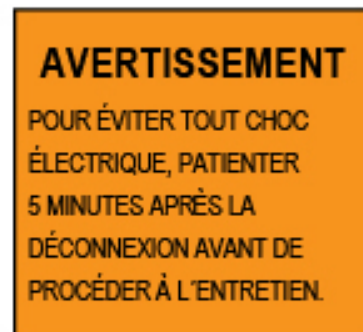 AVERTISSEMENT
POUR ÉVITER TOUT CHOC
ÉLECTRIQUE, PATIENTER
5 MINUTES APRÈS LA
DÉCONNEXION AVANT DE
PROCÉDER À L´ENTRETIEN.